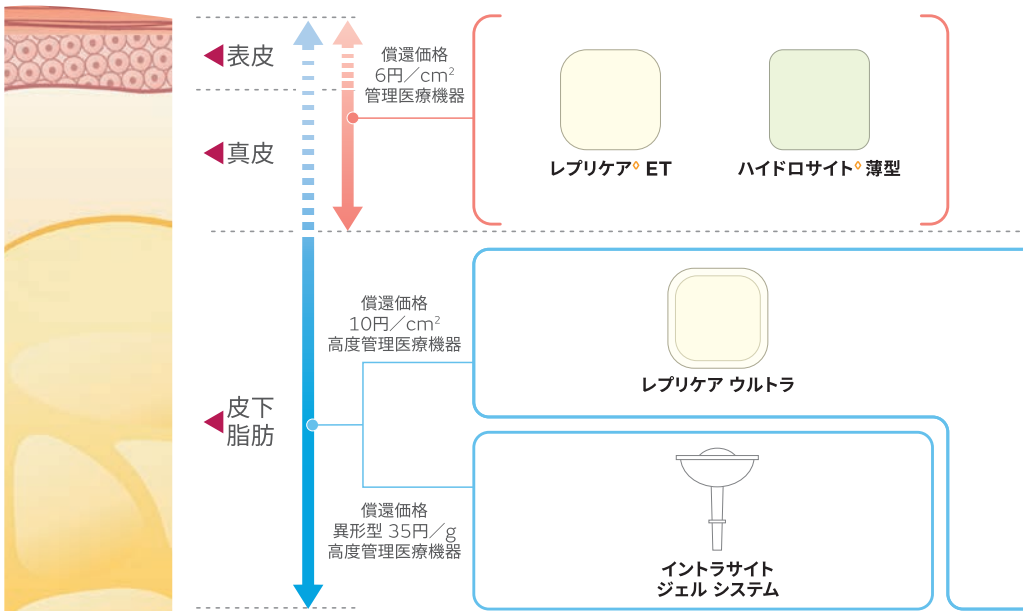 表皮
償還価格
6円／cm²
管理医療機器
レプリケア◊ ET
ハイドロサイト◊ 薄型
真皮
償還価格
10円／cm²
高度管理医療機器
レプリケア ウルトラ
皮下
脂肪
償還価格
異形型 35円／g
高度管理医療機器
イントラサイト
ジェル システム